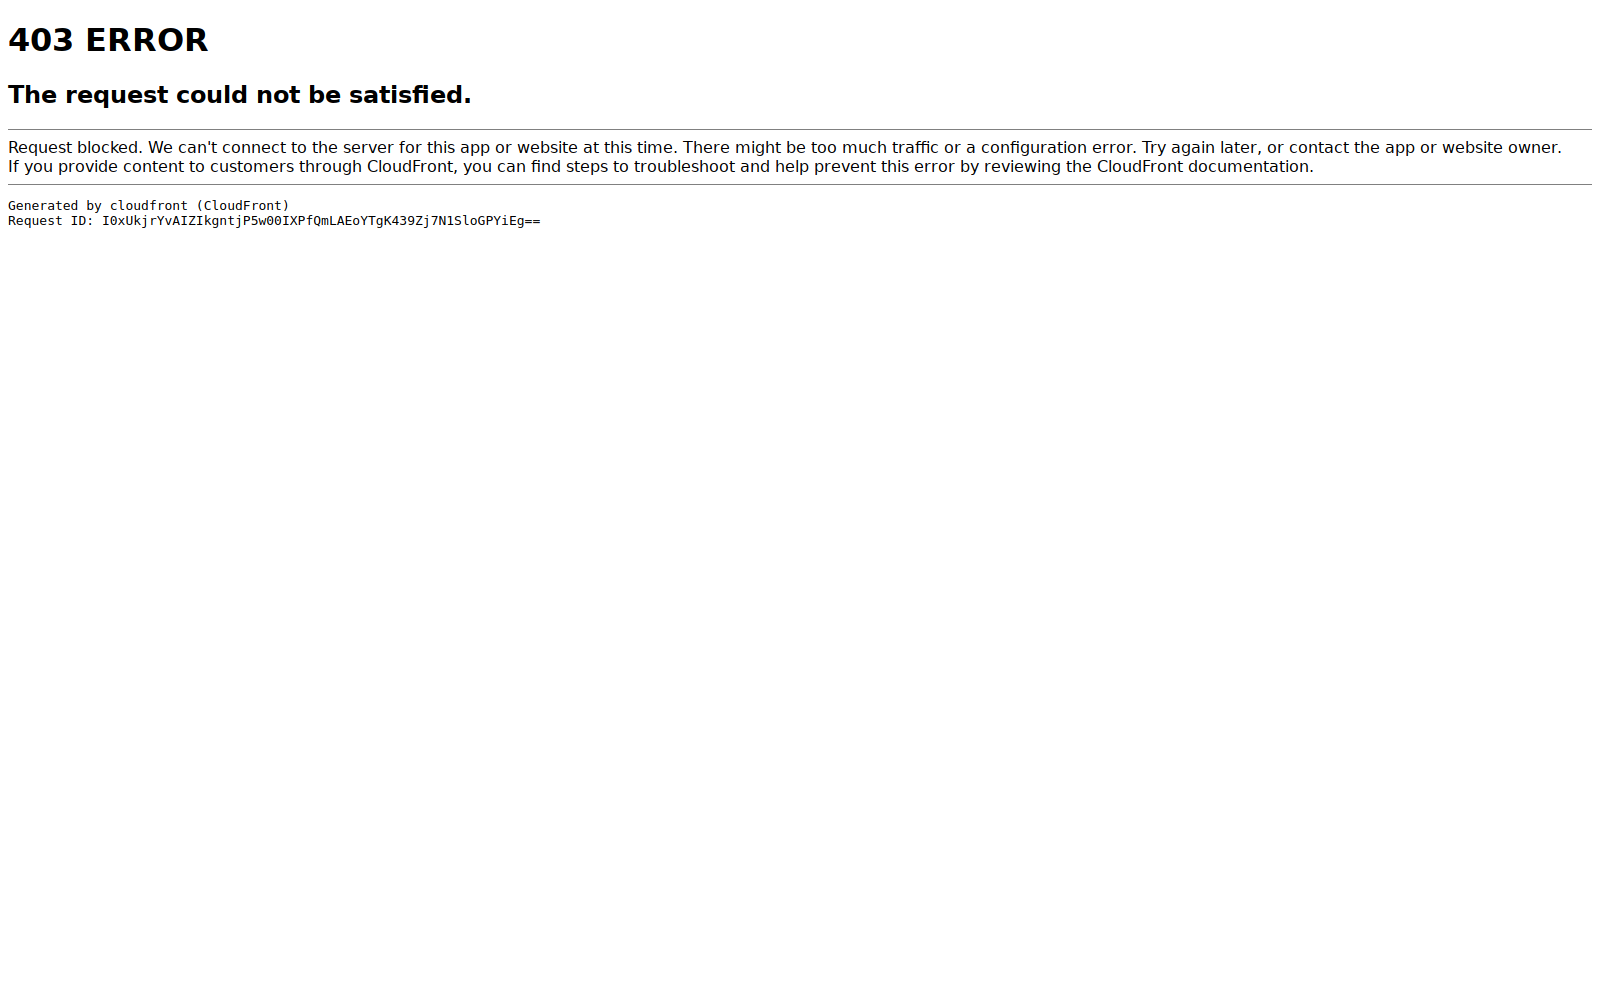 403 ERROR
The request could not be satisfied.
Request blocked. We can't connect to the server for this app or website at this time. There might be too much traffic or a configuration error. Try again later, or contact the app or website owner.
If you provide content to customers through CloudFront, you can find steps to troubleshoot and help prevent this error by reviewing the CloudFront documentation.
Generated by cloudfront (CloudFront)
Request ID: I0xUkjrYvAIZIkgntjP5w00IXPfQmLAEoYTgK439Zj7N1SloGPYiEg==